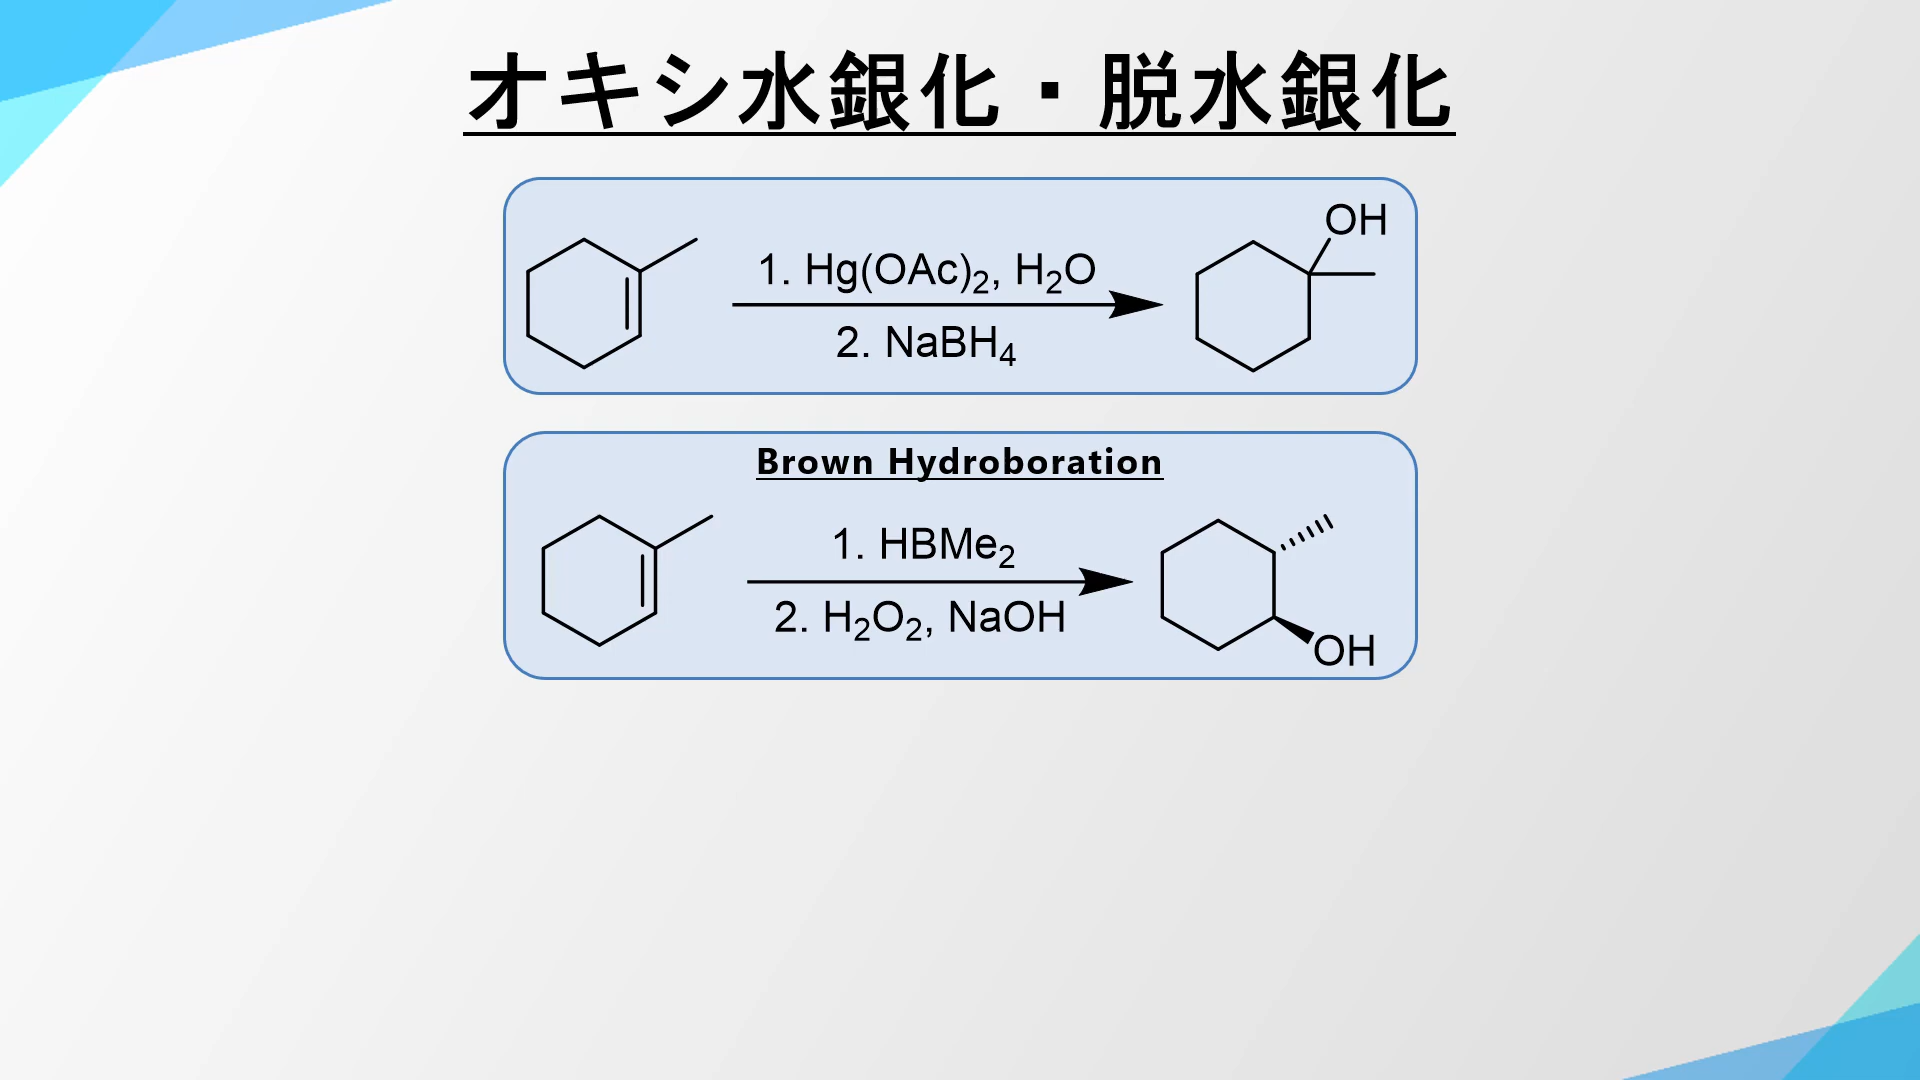 オキシ水銀化・脱水銀化
OH
1. Hg(OAc)₂, H₂O
2. NaBH₄
Brown Hydroboration
1. HBMe₂
2. H₂O₂, NaOH
OH